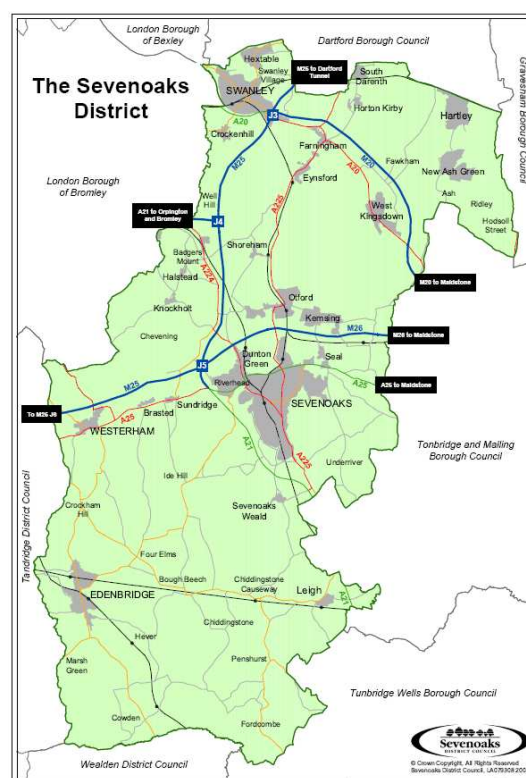 London Borough
of Bexley
Dartford Borough Council
Gravesham Borough Council
The Sevenoaks
District
Hextable
Swanley
Village
SWANLEY
M25 to Dartford
Tunnel
South
Darenth
Horton Kirby
Hartley
A20
J3
Crockenhill
Farningham
M25
M20
A20
Fawkham
Eynsford
New Ash Green
Ash
Ridley
London Borough
of Bromley
Well
Hill
A225
West
Kingsdown
Hodsoll
Street
A21 to Orpington
and Bromley
J4
Badgers
Mount
Shoreham
A224
Halstead
M20 to Maidstone
Knockholt
Otford
Kemsing
Chevening
M26
M26 to Maidstone
Dunton
Green
Seal
J5
M25
Riverhead
A25
A25 to Maidstone
To M25 J6
A25
Sundridge
Brasted
SEVENOAKS
WESTERHAM
A21
A225
Tonbridge and Malling
Borough Council
Underriver
Ide Hill
Tandridge District Council
Sevenoaks
Weald
Crockham
Hill
Four Elms
Bough Beech
Chiddingstone
Causeway
Leigh
A21
EDENBRIDGE
Chiddingstone
Hever
Marsh
Green
Penshurst
Tunbridge Wells Borough Council
Cowden
Fordcombe
Sevenoaks
DISTRICT COUNCIL
Wealden District Council
© Crown Copyright, All Rights Reserved
Sevenoaks District Council,